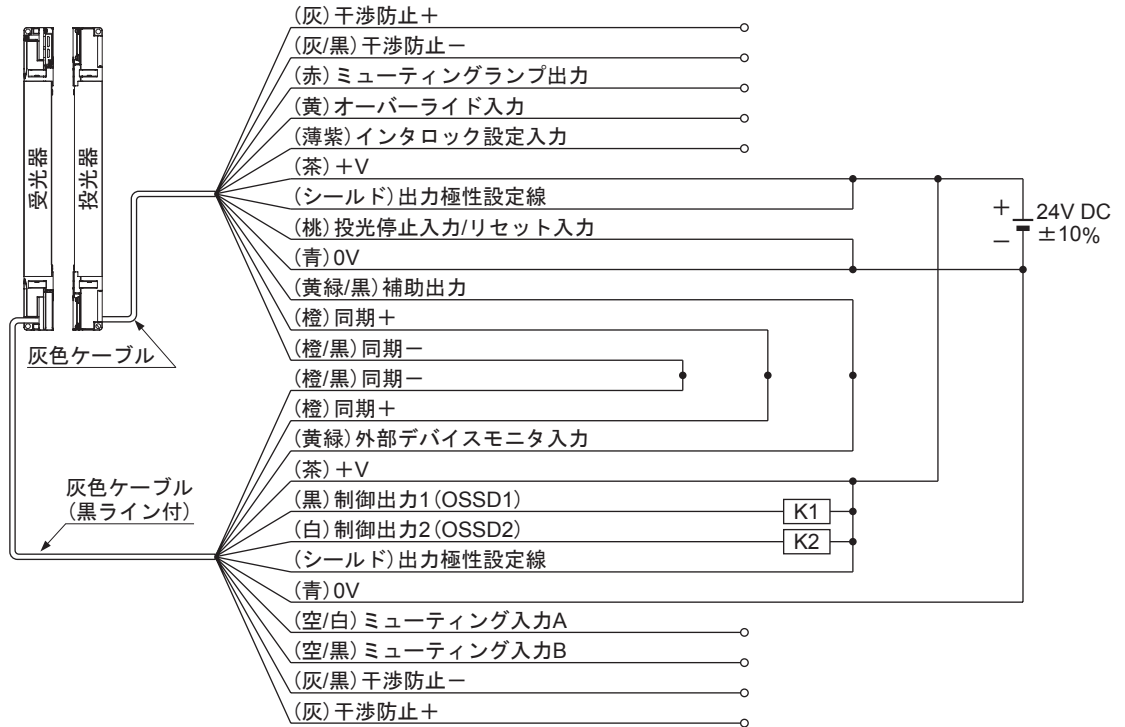 受光器
投光器
灰色ケーブル
灰色ケーブル
(黒ライン付)
(灰)干渉防止＋
(灰/黒)干渉防止－
(赤)ミューティングランプ出力
(黄)オーバーライド入力
(薄紫)インタロック設定入力
(茶)＋V
(シールド)出力極性設定線
(桃)投光停止入力/リセット入力
(青)0V
(黄緑/黒)補助出力
(橙)同期＋
(橙/黒)同期－
(橙/黒)同期－
(橙)同期＋
(黄緑)外部デバイスモニタ入力
(茶)＋V
(黒)制御出力1(OSSD1)
(白)制御出力2(OSSD2)
(シールド)出力極性設定線
(青)0V
(空/白)ミューティング入力A
(空/黒)ミューティング入力B
(灰/黒)干渉防止－
(灰)干渉防止＋
K1
K2
＋
－
24V DC
±10%